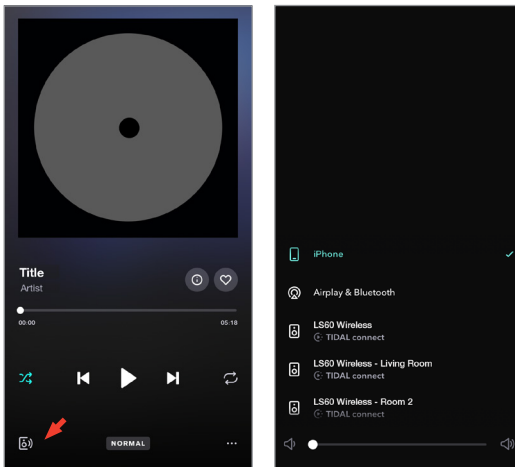 Title
Artist
00:00 05:18
NORMAL
iPhone
Airplay & Bluetooth
LS60 Wireless
TIDAL connect
LS60 Wireless - Living Room
TIDAL connect
LS60 Wireless - Room 2
TIDAL connect